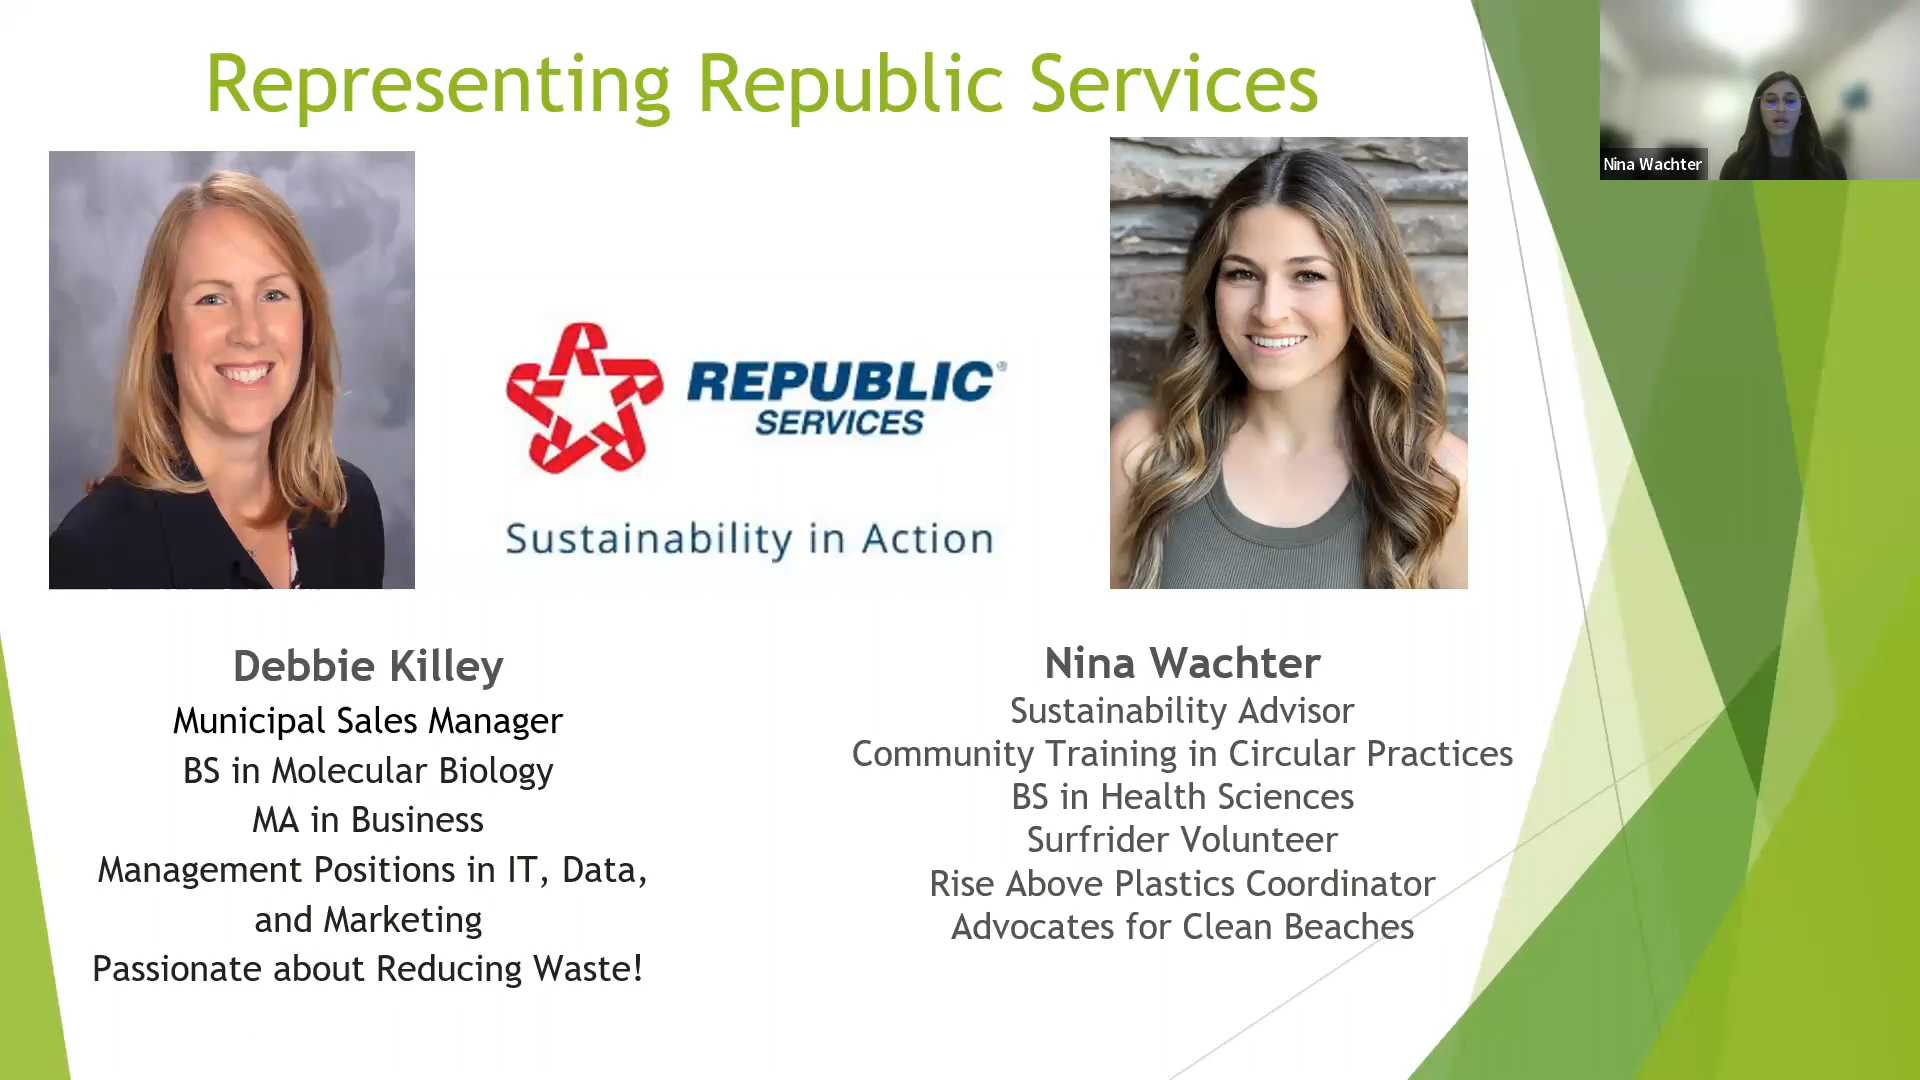 Representing Republic Services
Nina Wachter
REPUBLIC®
SERVICES
Sustainability in Action
Debbie Killey
Municipal Sales Manager
BS in Molecular Biology
MA in Business
Management Positions in IT, Data,
and Marketing
Passionate about Reducing Waste!
Nina Wachter
Sustainability Advisor
Community Training in Circular Practices
BS in Health Sciences
Surfrider Volunteer
Rise Above Plastics Coordinator
Advocates for Clean Beaches